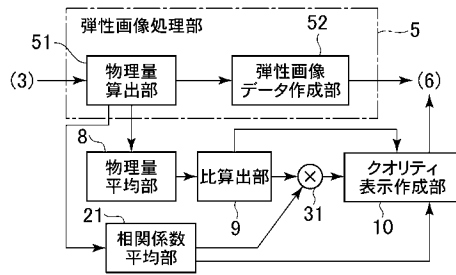 弾性画像処理部
5
51
52
(3)
物理量
算出部
弾性画像
データ作成部
(6)
8
物理量
平均部
比算出部
9
×
31
クオリティ
表示作成部
10
21
相関係数
平均部